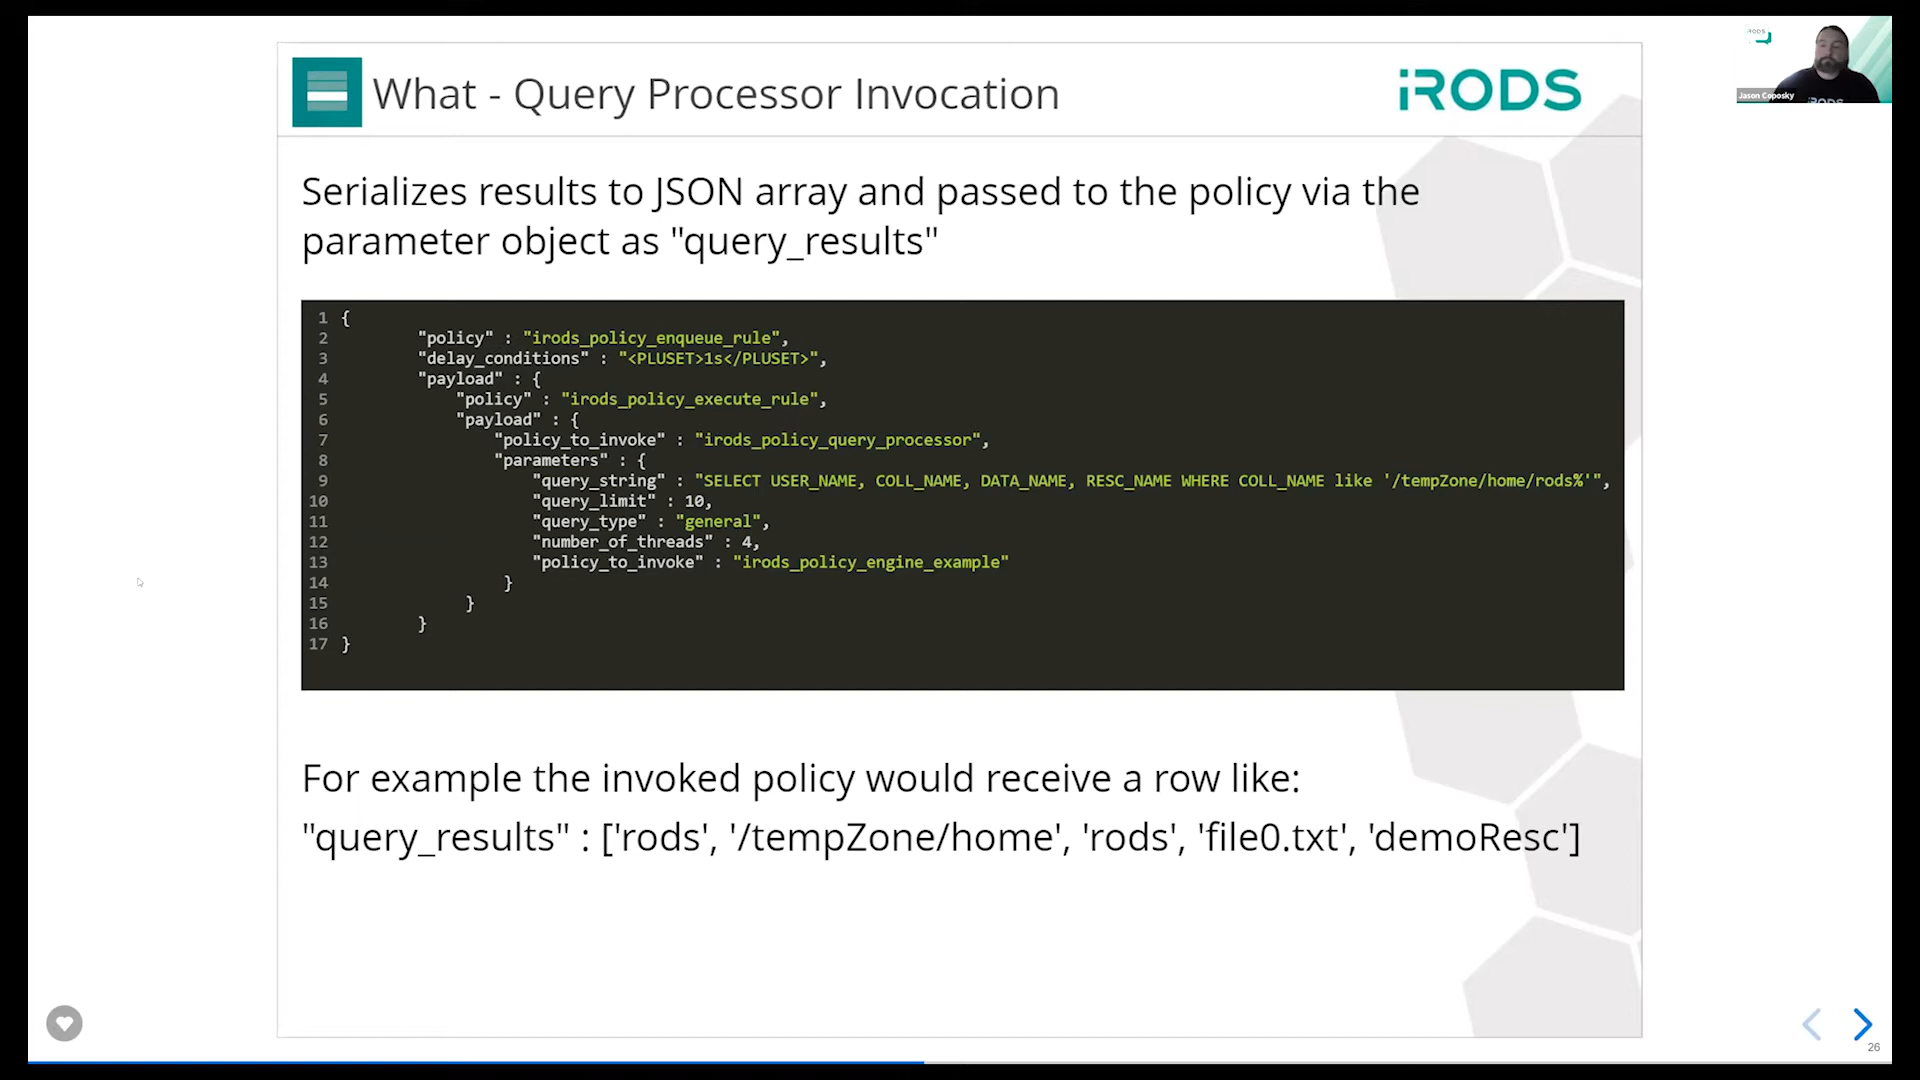 What - Query Processor Invocation
iRODS
iRODS
Jason Coposky
iRODS
Serializes results to JSON array and passed to the policy via the
parameter object as "query_results"
1 {
2 "policy" : "irods_policy_enqueue_rule",
3 "delay_conditions" : "<PLUSET>1s</PLUSET>",
4 "payload" : {
5 "policy" : "irods_policy_execute_rule",
6 "payload" : {
7 "policy_to_invoke" : "irods_policy_query_processor",
8 "parameters" : {
9 "query_string" : "SELECT USER_NAME, COLL_NAME, DATA_NAME, RESC_NAME WHERE COLL_NAME like '/tempZone/home/rods%'",
10 "query_limit" : 10,
11 "query_type" : "general",
12 "number_of_threads" : 4,
13 "policy_to_invoke" : "irods_policy_engine_example"
14 }
15 }
16 }
17 }
For example the invoked policy would receive a row like:
"query_results" : ['rods', '/tempZone/home', 'rods', 'file0.txt', 'demoResc']
26